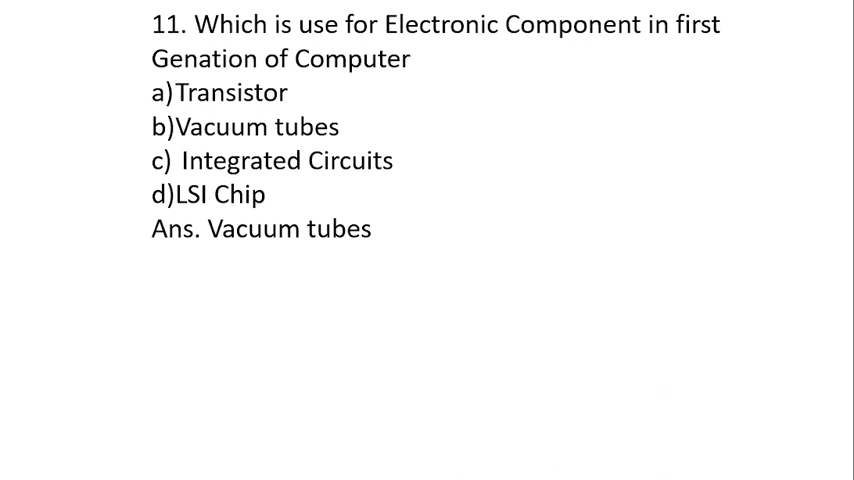 11. Which is use for Electronic Component in first
Genation of Computer
a)Transistor
b)Vacuum tubes
c) Integrated Circuits
d)LSI Chip
Ans. Vacuum tubes